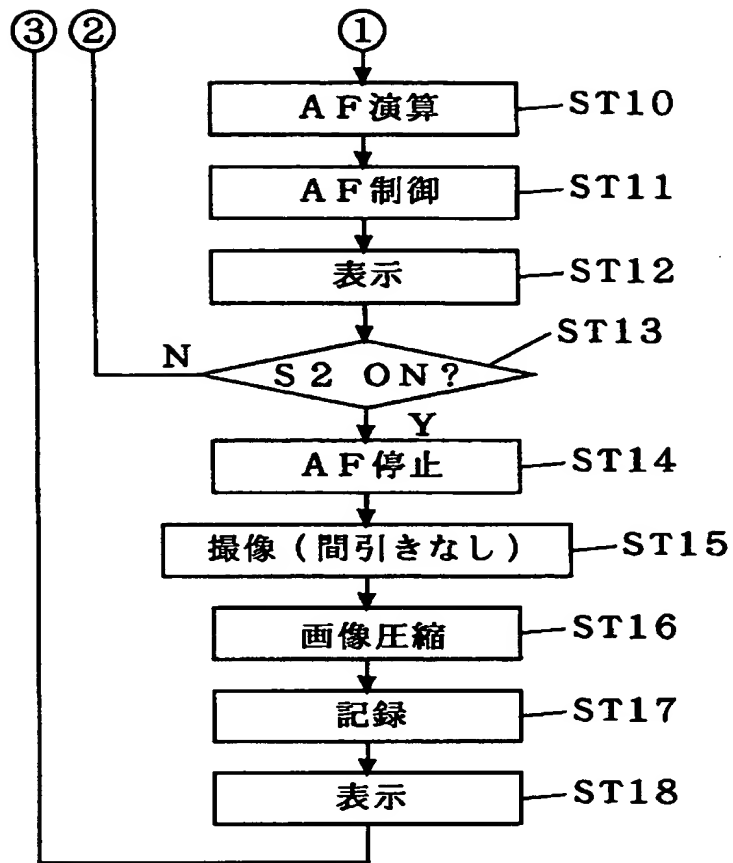 ③ ② ①
AF演算 ST10
AF制御 ST11
表示 ST12
ST13
N S2 ON?
Y
AF停止 ST14
撮像(間引きなし) ST15
画像圧縮 ST16
記録 ST17
表示 ST18